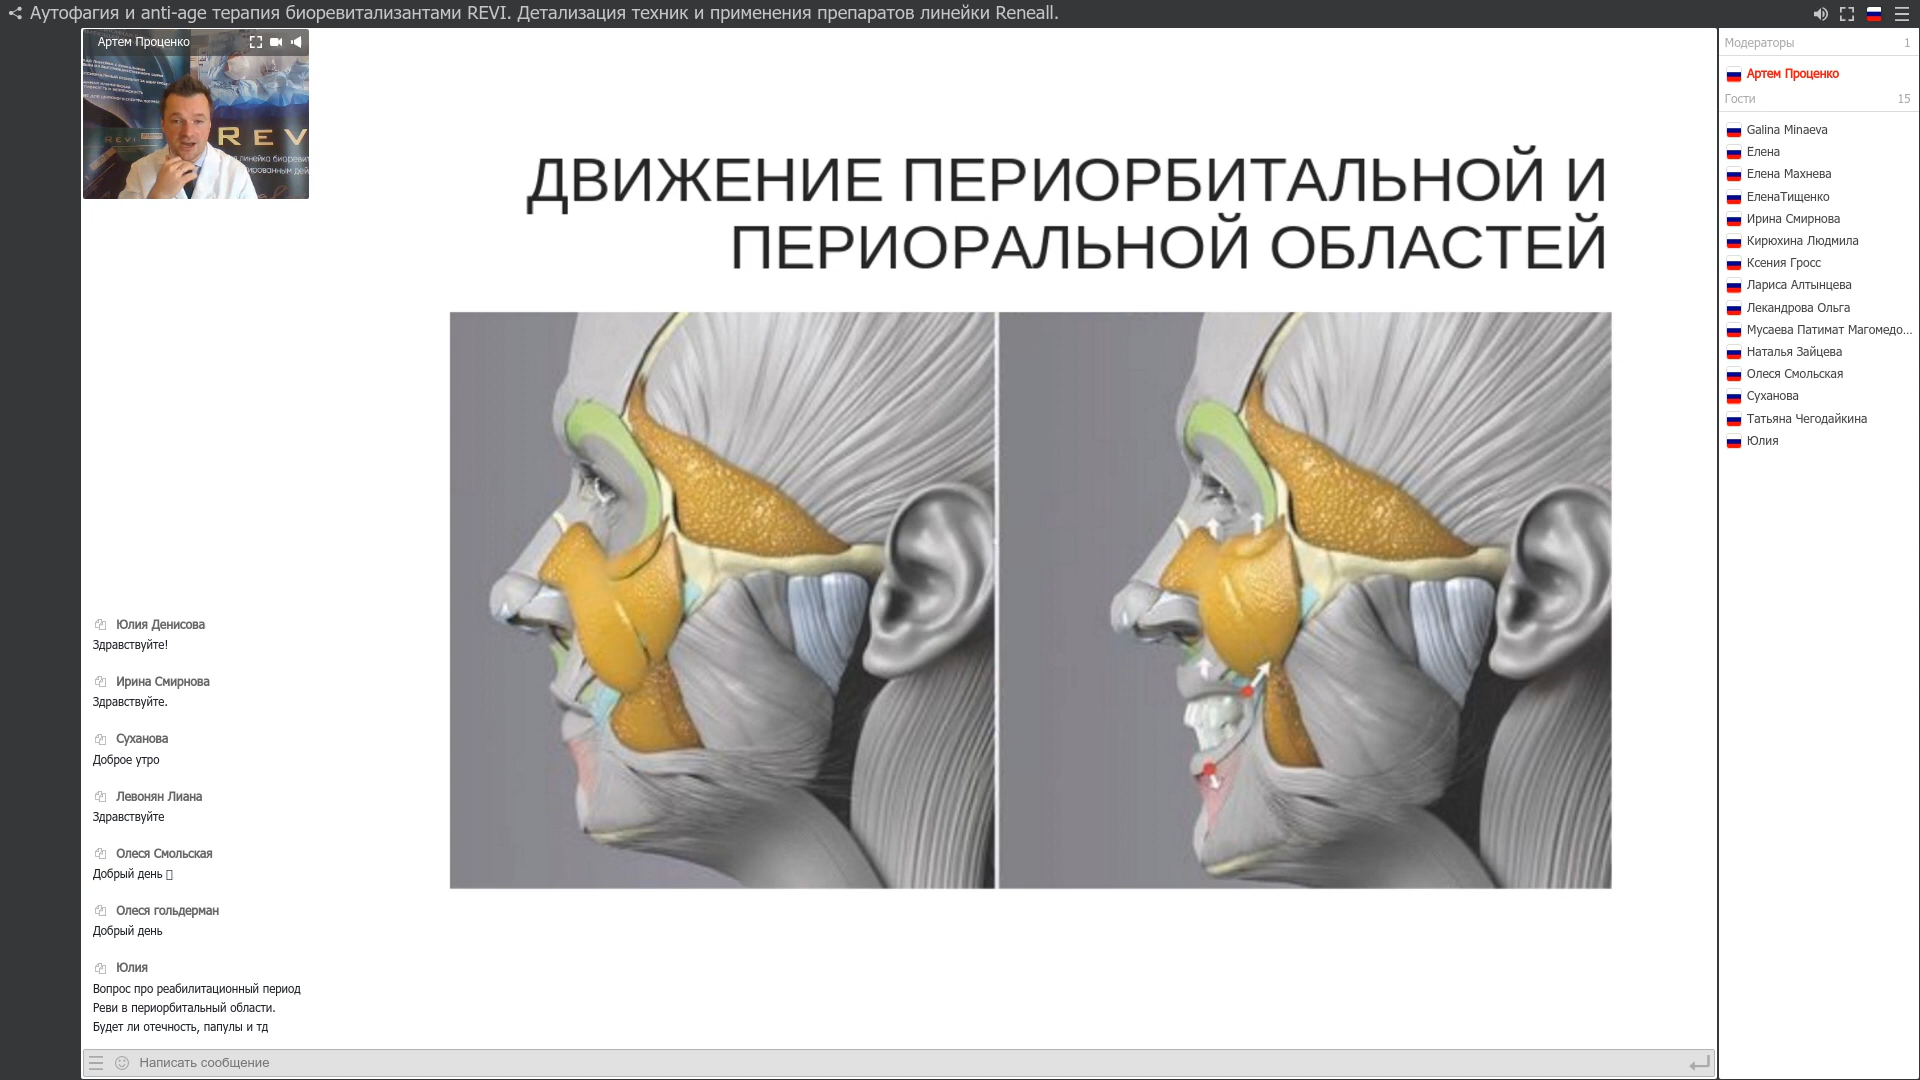 Аутофагия и anti-age терапия биоревитализантами REVI. Детализация техник и применения препаратов линейки Reneall.
Артем Проценко
REVI
REV
линейка биоревит
ДВИЖЕНИЕ ПЕРИОРБИТАЛЬНОЙ И
ПЕРИОРАЛЬНОЙ ОБЛАСТЕЙ
Юлия Денисова
Здравствуйте!
Ирина Смирнова
Здравствуйте.
Суханова
Доброе утро
Левонян Лиана
Здравствуйте
Олеся Смольская
Добрый день
Олеся гольдерман
Добрый день
Юлия
Вопрос про реабилитационный период
Реви в периорбитальный области.
Будет ли отечность, папулы и тд
Написать сообщение
Модераторы 1
Артем Проценко
Гости 15
Galina Minaeva
Елена
Елена Махнева
ЕленаТищенко
Ирина Смирнова
Кирюхина Людмила
Ксения Гросс
Лариса Алтынцева
Лекандрова Ольга
Мусаева Патимат Магомедо...
Наталья Зайцева
Олеся Смольская
Суханова
Татьяна Чегодайкина
Юлия